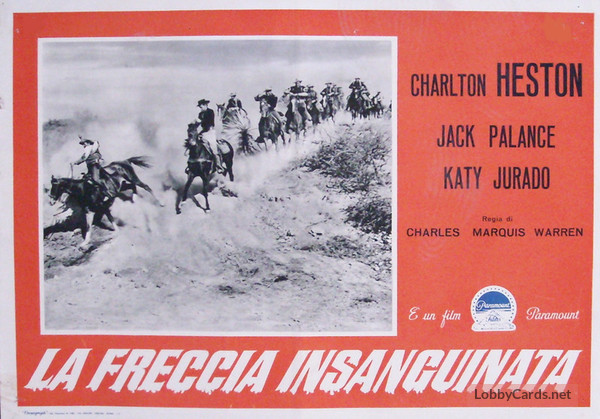 CHARLTON HESTON
JACK PALANCE
KATY JURADO
Regia di
CHARLES MARQUIS WARREN
E un film Paramount Paramount
LA FRECCIA INSANGUINATA
LobbyCards.net